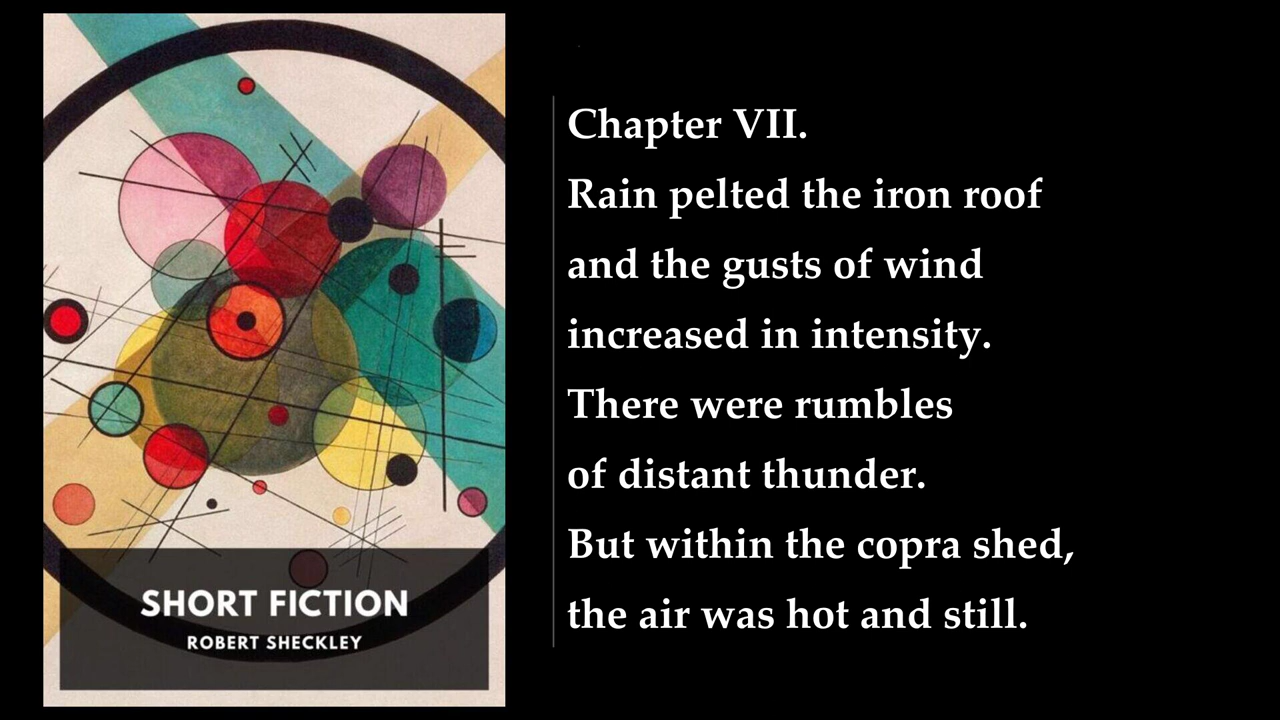 SHORT FICTION
ROBERT SHECKLEY
Chapter VII.
Rain pelted the iron roof
and the gusts of wind
increased in intensity.
There were rumbles
of distant thunder.
But within the copra shed,
the air was hot and still.